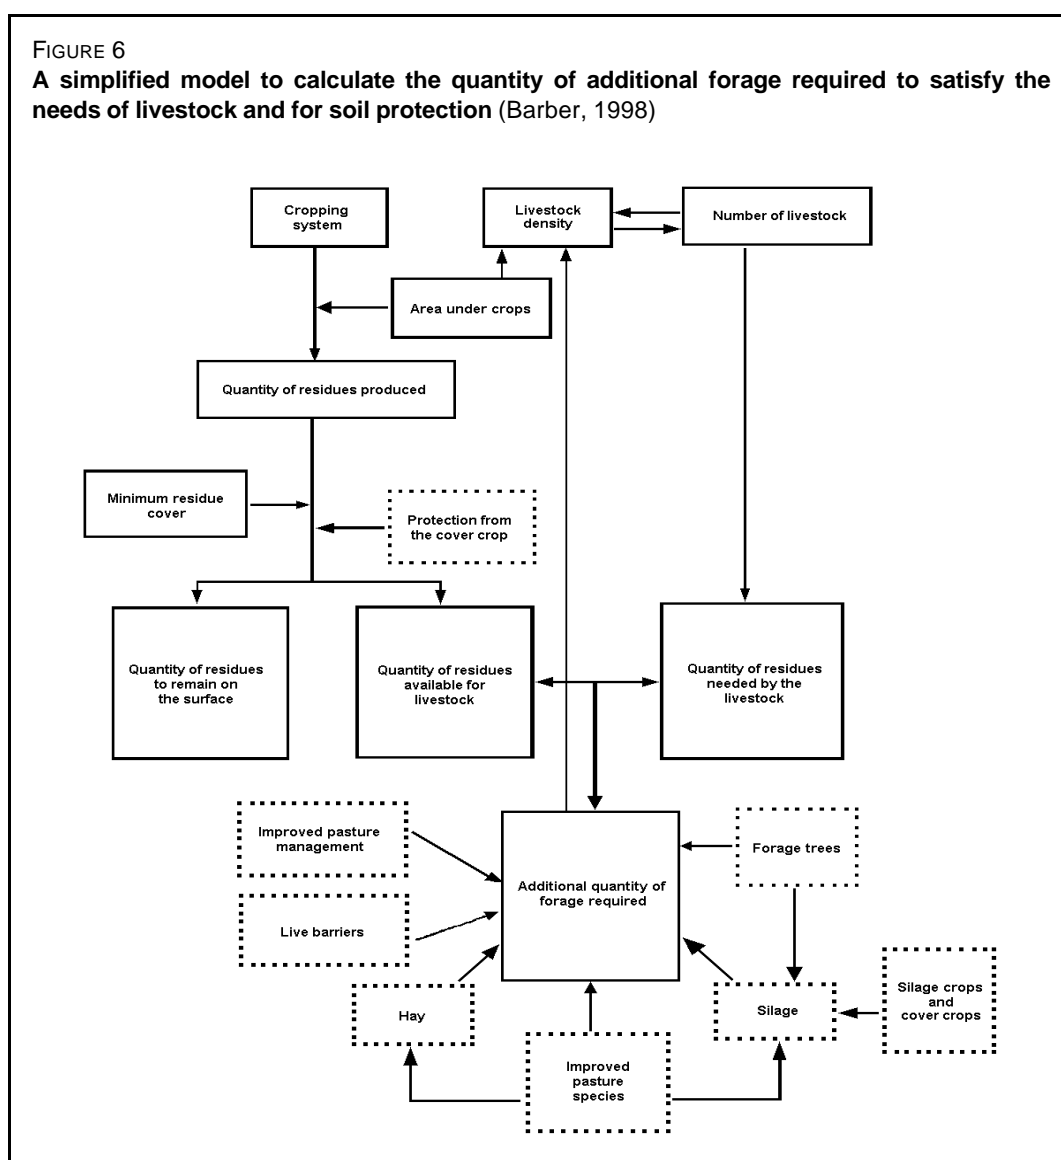 FIGURE 6
A simplified model to calculate the quantity of additional forage required to satisfy the
needs of livestock and for soil protection (Barber, 1998)
Cropping
system
Livestock
density
Number of livestock
Area under crops
Quantity of residues produced
Minimum residue
cover
Protection from
the cover crop
Quantity of residues
to remain on
the surface
Quantity of residues
available for
livestock
Quantity of residues
needed by the
livestock
Improved pasture
management
Additional quantity of
forage required
Forage trees
Live barriers
Hay
Silage
Silage crops
and
cover crops
Improved
pasture
species